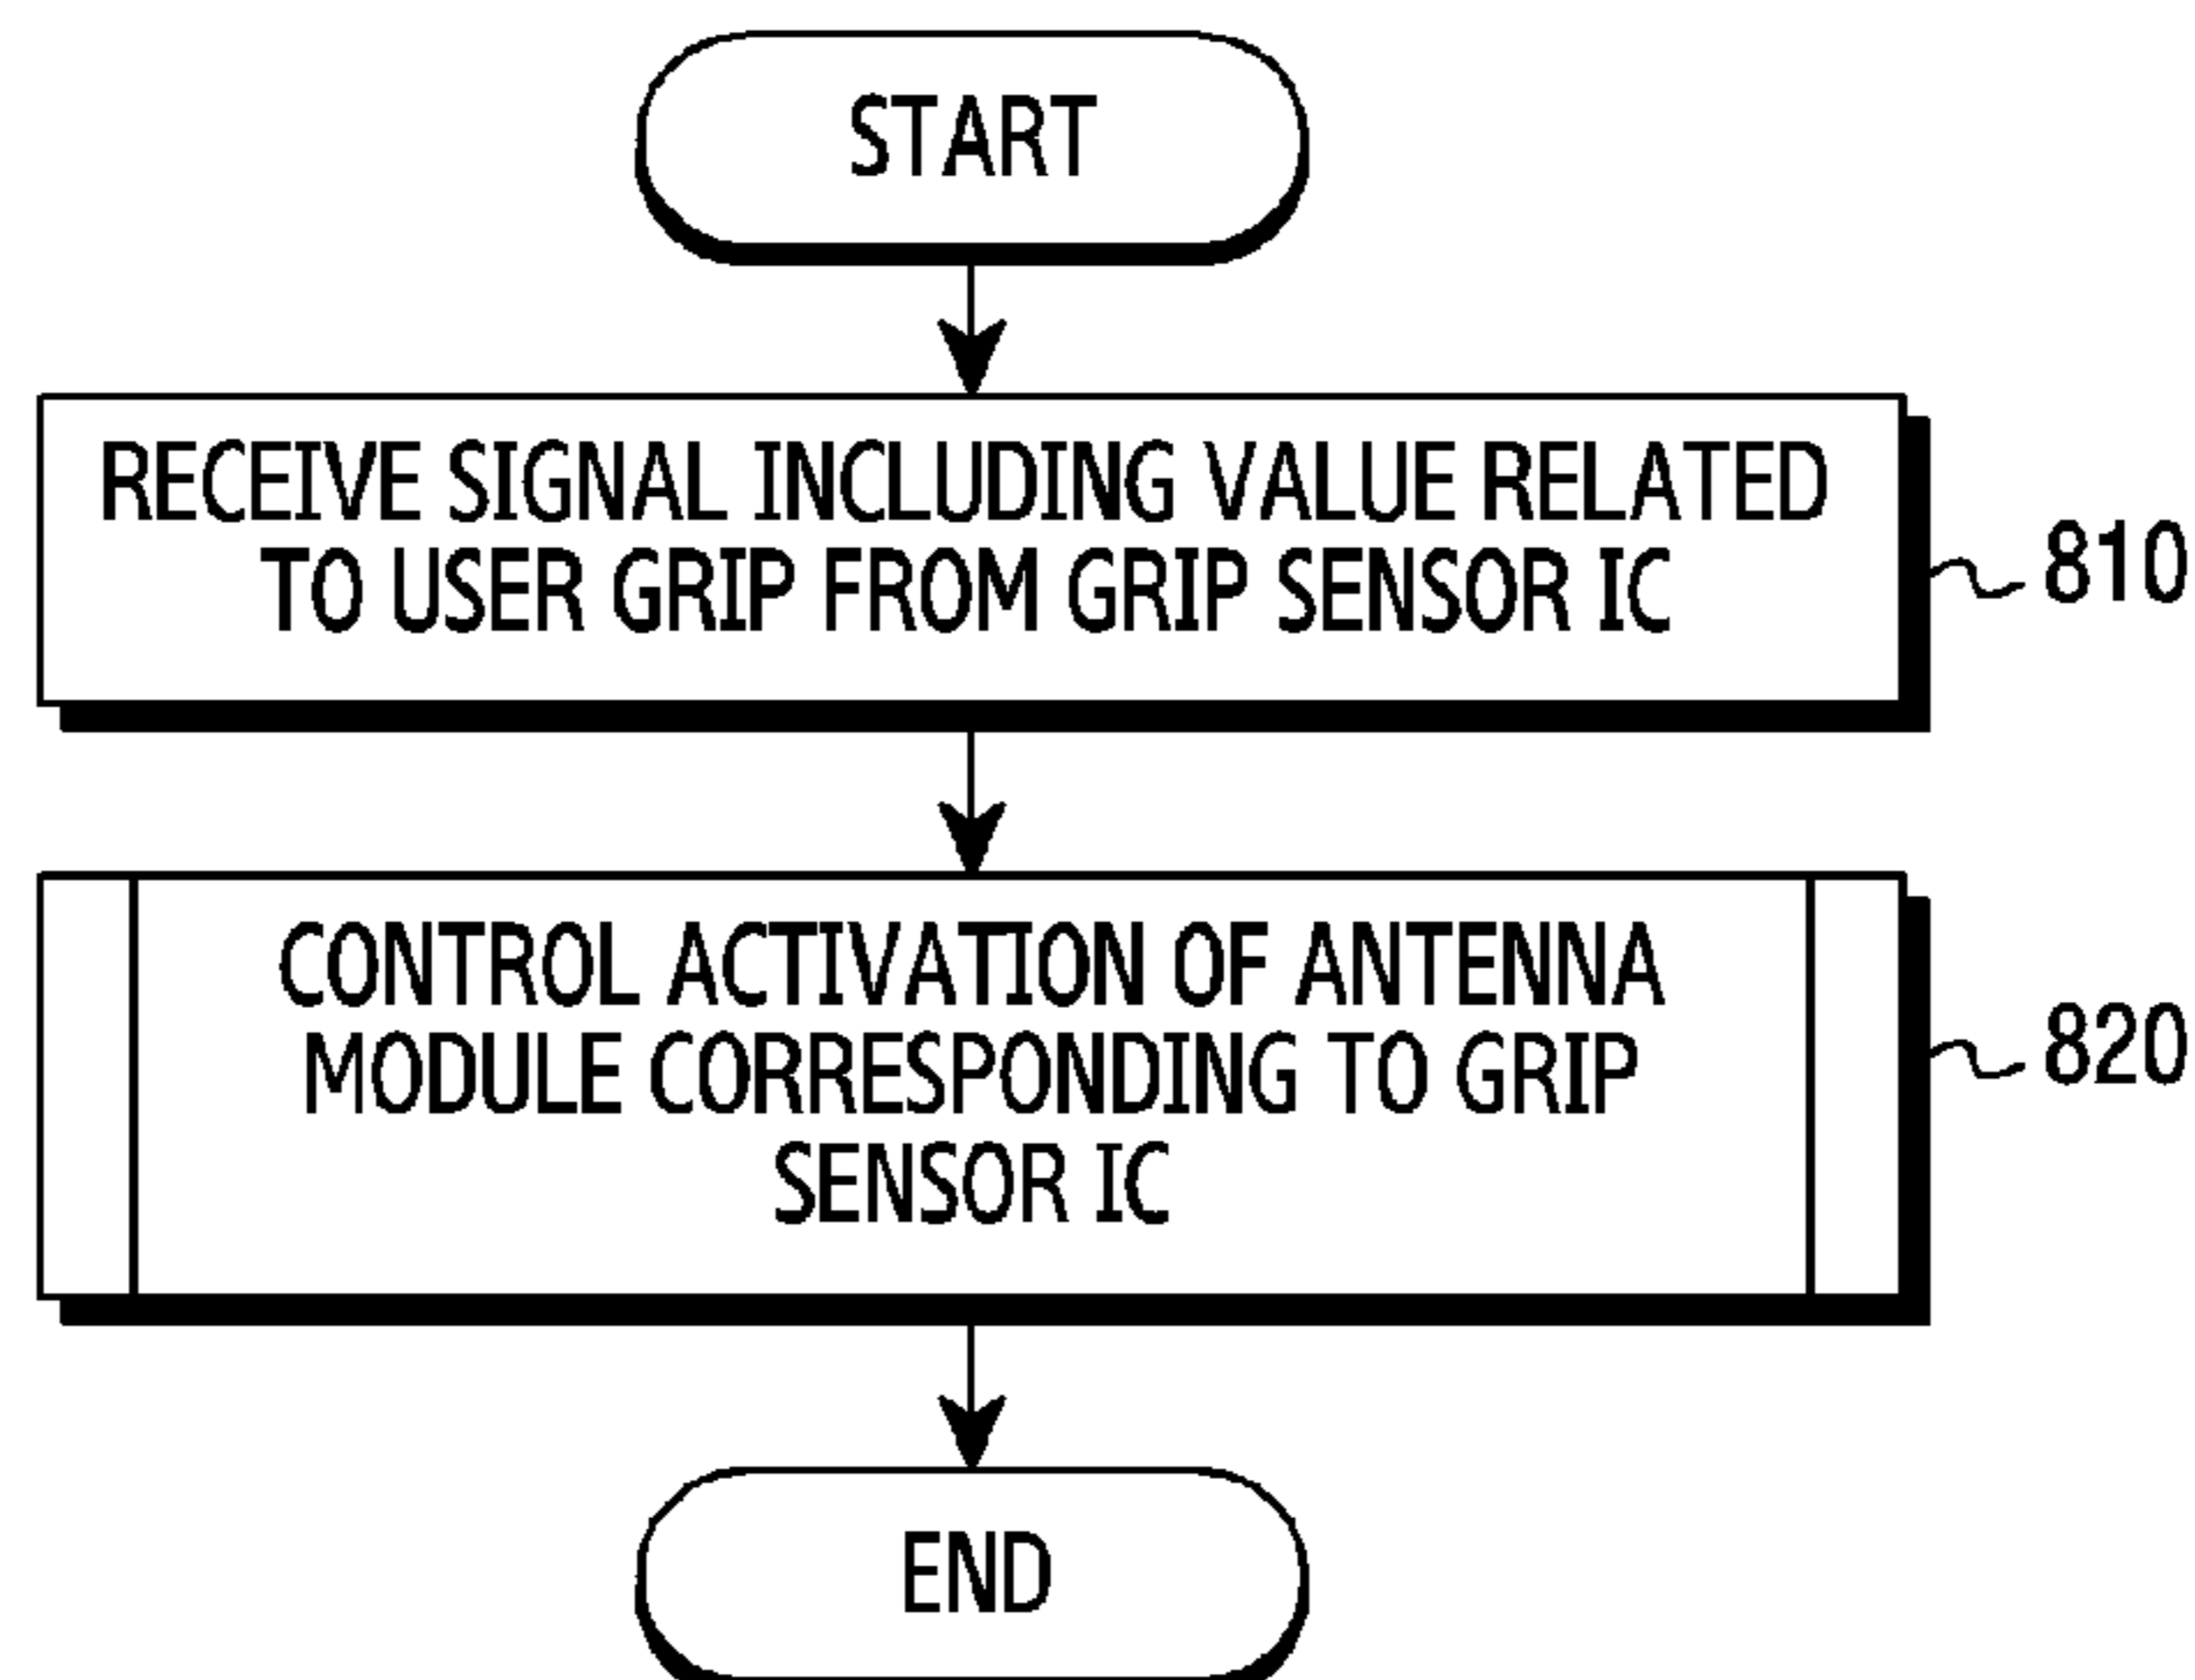 START
RECEIVE SIGNAL INCLUDING VALUE RELATED
TO USER GRIP FROM GRIP SENSOR IC
810
CONTROL ACTIVATION OF ANTENNA
MODULE CORRESPONDING TO GRIP
SENSOR IC
820
END